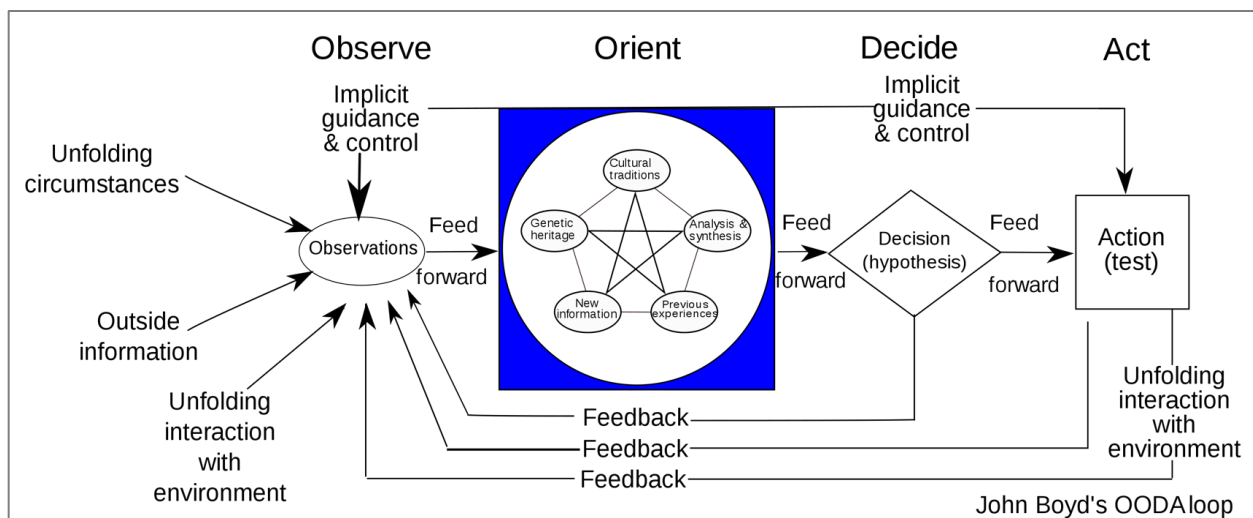 Observe
Orient
Decide
Act
Implicit
guidance
& control
Implicit
guidance
& control
Unfolding
circumstances
Observations
Feed
forward
Cultural
traditions
Genetic
heritage
Analysis &
synthesis
New
information
Previous
experiences
Feed
forward
Decision
(hypothesis)
Feed
forward
Action
(test)
Outside
information
Unfolding
interaction
with
environment
Feedback
Feedback
Feedback
Unfolding
interaction
with
environment
John Boyd's OODA loop